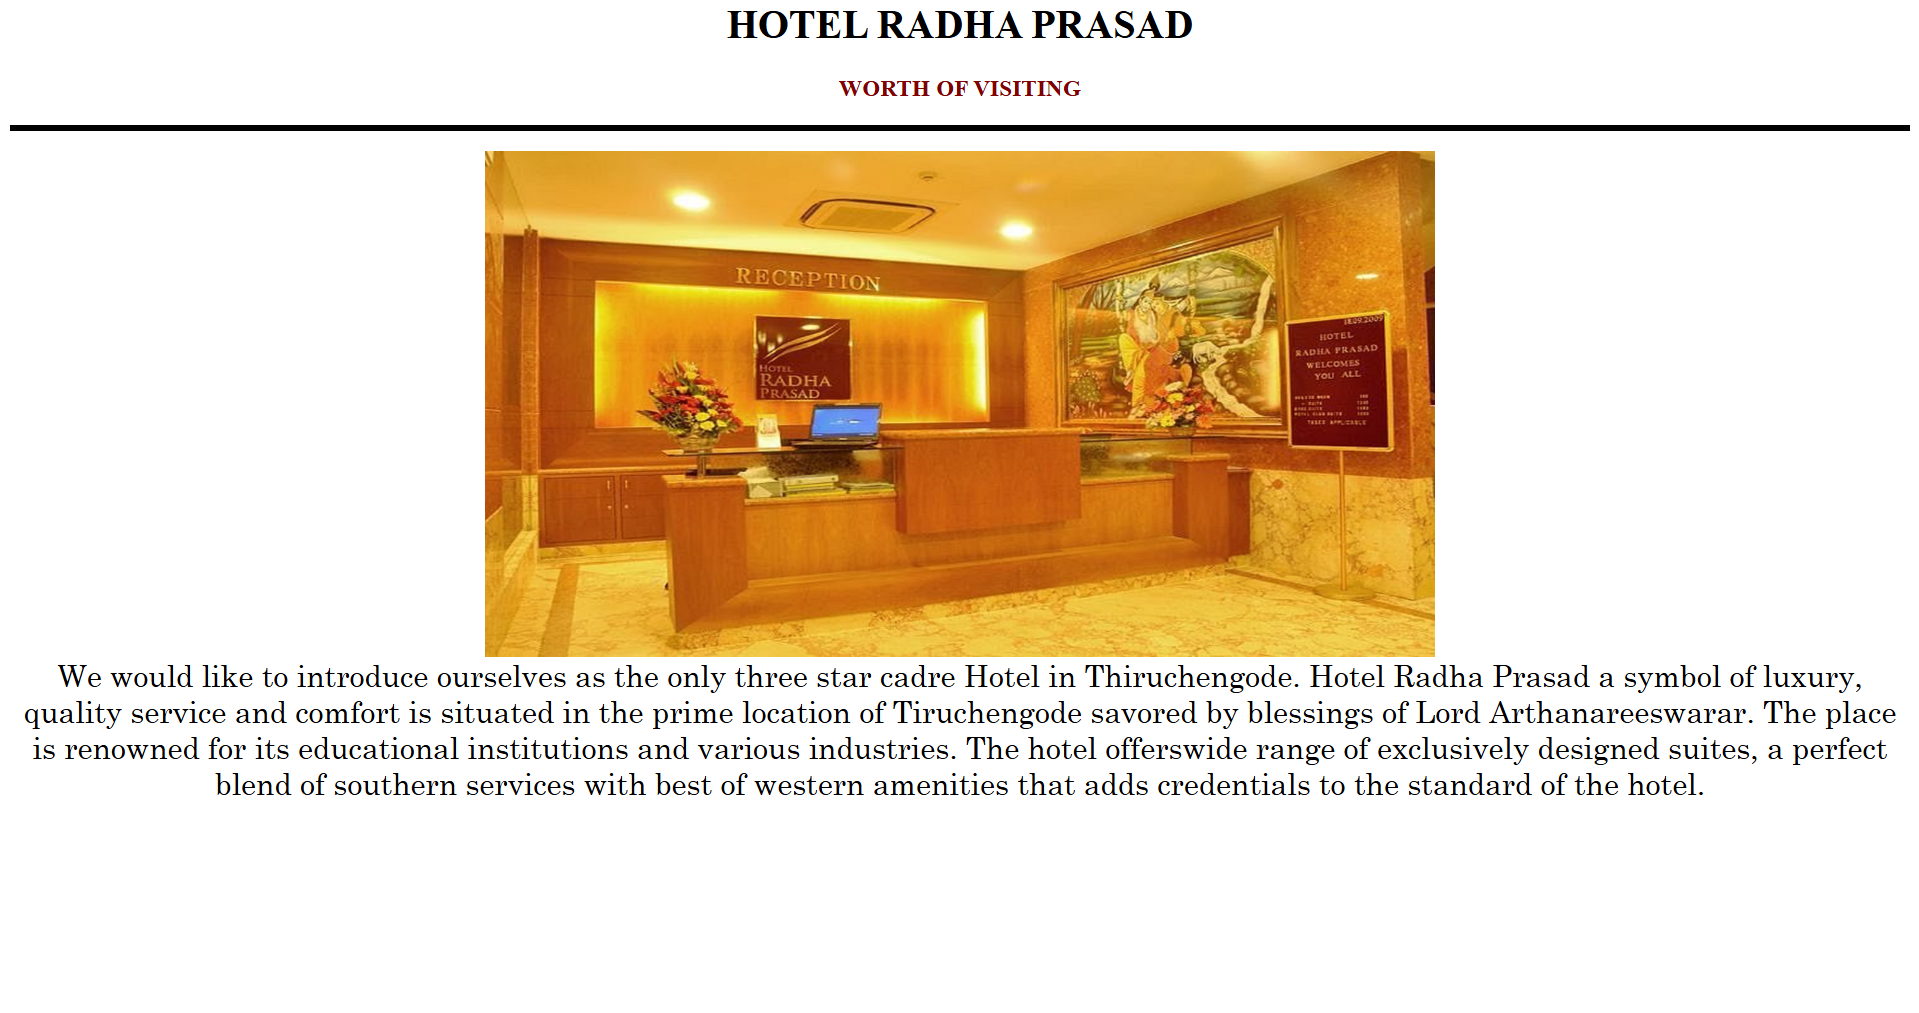 HOTEL RADHA PRASAD
WORTH OF VISITING
RECEPTION
HOTEL
RADHA
PRASAD
18.09.2009
HOTEL
RADHA PRASAD
WELCOMES
YOU ALL
TAXES APPLICABLE
We would like to introduce ourselves as the only three star cadre Hotel in Thiruchengode. Hotel Radha Prasad a symbol of luxury,
quality service and comfort is situated in the prime location of Tiruchengode savored by blessings of Lord Arthanareeswarar. The place
is renowned for its educational institutions and various industries. The hotel offerswide range of exclusively designed suites, a perfect
blend of southern services with best of western amenities that adds credentials to the standard of the hotel.